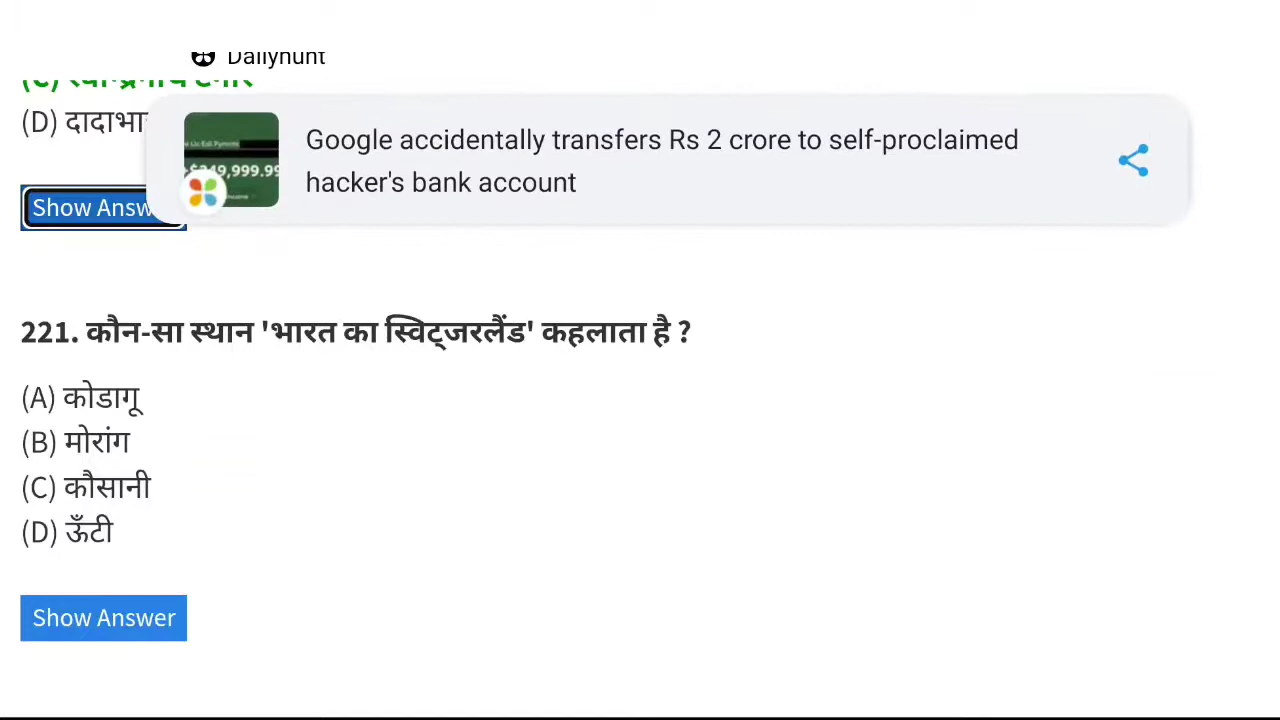 Dailyhunt
(D) दादाभा
Google accidentally transfers Rs 2 crore to self-proclaimed
hacker's bank account
Show Answ
221. कौन-सा स्थान 'भारत का स्विट्जरलैंड' कहलाता है ?
(A) कोडागू
(B) मोरांग
(C) कौसानी
(D) ऊँटी
Show Answer